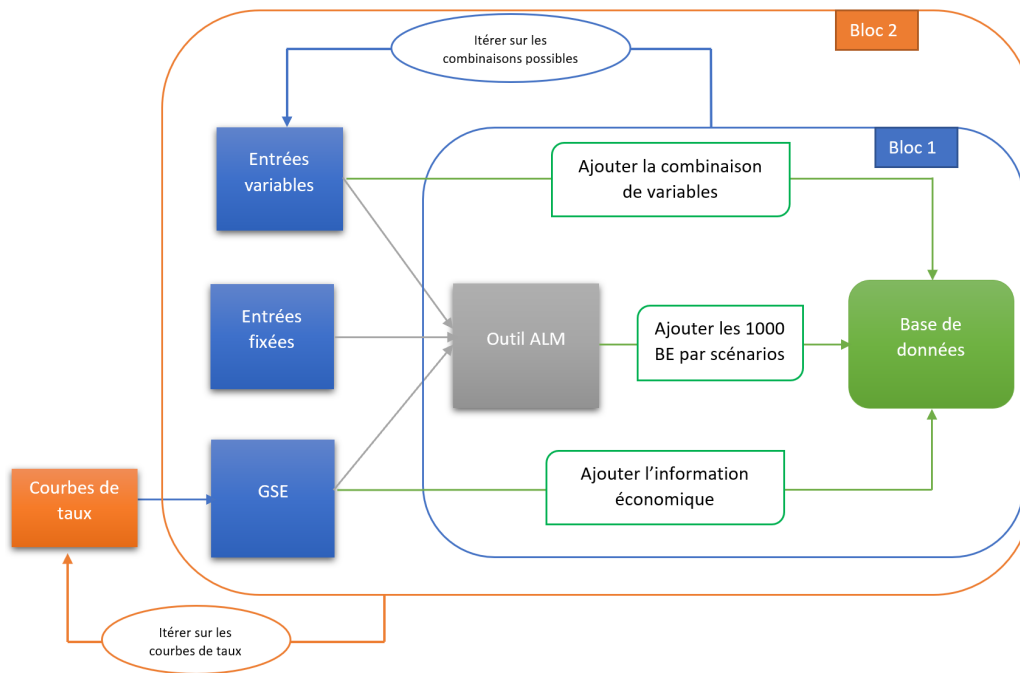 Bloc 2
Itérer sur les
combinaisons possibles
Bloc 1
Entrées
variables
Ajouter la combinaison
de variables
Entrées
fixées
Outil ALM
Ajouter les 1000
BE par scénarios
Base de
données
Courbes de
taux
GSE
Ajouter l’information
économique
Itérer sur les
courbes de taux